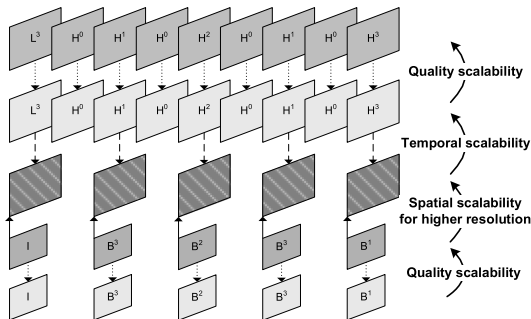 L³ H⁰ H¹ H⁰ H² H⁰ H¹ H⁰ H³
Quality scalability
L³ H⁰ H¹ H⁰ H² H⁰ H¹ H⁰ H³
Temporal scalability
Spatial scalability
for higher resolution
I B³ B² B³ B¹
Quality scalability
I B³ B² B³ B¹